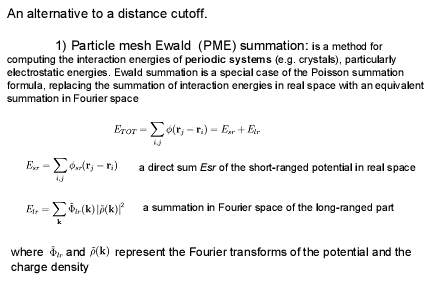 An alternative to a distance cutoff.
1) Particle mesh Ewald (PME) summation: is a method for
computing the interaction energies of periodic systems (e.g. crystals), particularly
electrostatic energies. Ewald summation is a special case of the Poisson summation
formula, replacing the summation of interaction energies in real space with an equivalent
summation in Fourier space
E_{TOT} = \sum_{i,j} \phi(\mathbf{r}_j - \mathbf{r}_i) = E_{sr} + E_{lr}
E_{sr} = \sum_{i,j} \phi_{sr}(\mathbf{r}_j - \mathbf{r}_i) a direct sum Esr of the short-ranged potential in real space
E_{lr} = \sum_{\mathbf{k}} \tilde{\Phi}_{lr}(\mathbf{k}) |\tilde{\rho}(\mathbf{k})|^2 a summation in Fourier space of the long-ranged part
where \tilde{\Phi}_{lr} and \tilde{\rho}(\mathbf{k}) represent the Fourier transforms of the potential and the
charge density